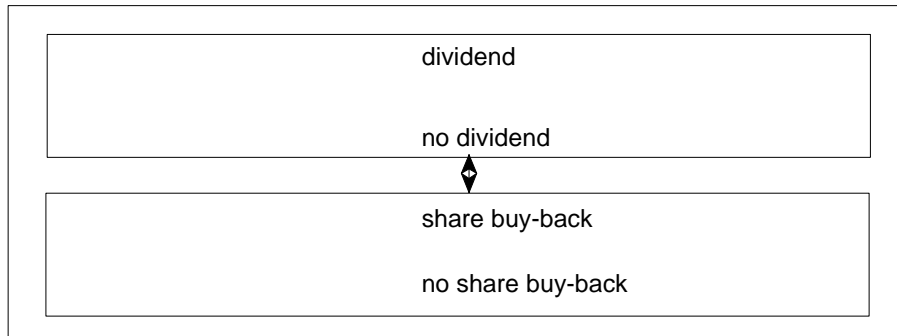 dividend
no dividend
share buy-back
no share buy-back